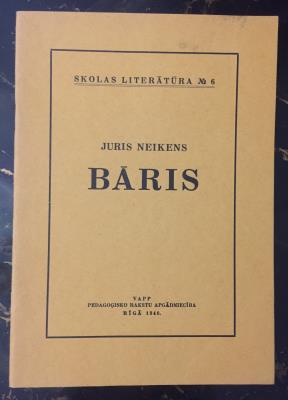 SKOLAS LITERĀTŪRA № 6
JURIS NEIKENS
BĀRIS
VAPP
PEDAGOĢISKO RAKSTU APGĀDNIECĪBA
RĪGĀ 1940.